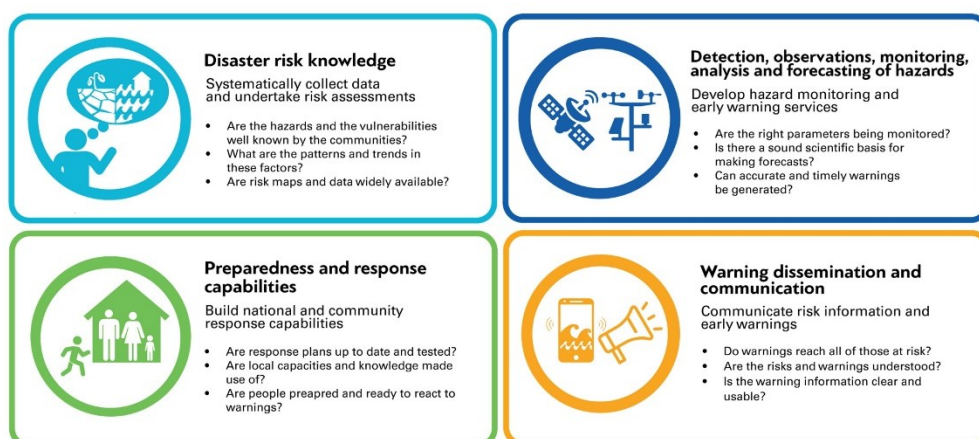 Disaster risk knowledge
Systematically collect data
and undertake risk assessments
• Are the hazards and the vulnerabilities
well known by the communities?
• What are the patterns and trends in
these factors?
• Are risk maps and data widely available?
Detection, observations, monitoring,
analysis and forecasting of hazards
Develop hazard monitoring and
early warning services
• Are the right parameters being monitored?
• Is there a sound scientific basis for
making forecasts?
• Can accurate and timely warnings
be generated?
Preparedness and response
capabilities
Build national and community
response capabilities
• Are response plans up to date and tested?
• Are local capacities and knowledge made
use of?
• Are people preapred and ready to react to
warnings?
Warning dissemination and
communication
Communicate risk information and
early warnings
• Do warnings reach all of those at risk?
• Are the risks and warnings understood?
• Is the warning information clear and
usable?